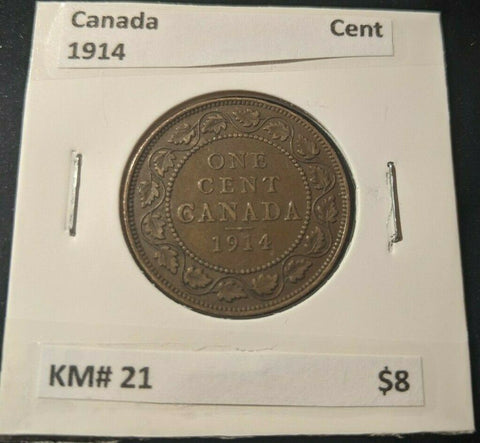 Canada Cent
1914
ONE
CENT
CANADA
1914
KM# 21 $8